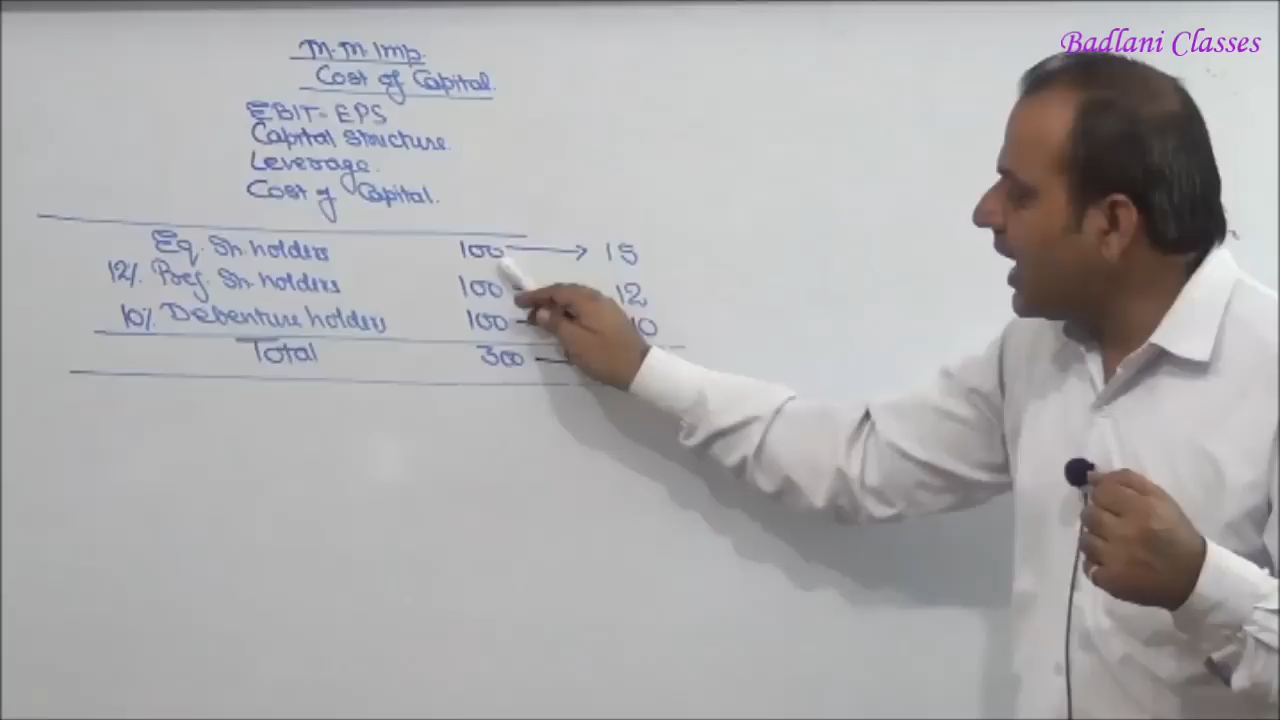 Badlani Classes
M.M.Imp.
Cost of Capital.
EBIT-EPS
Capital Structure.
Leverage.
Cost of Capital.
Eq. Sh. holders 100 → 15
12% Pref. Sh. holders 100 12
10% Debenture holders 100 10
Total 300